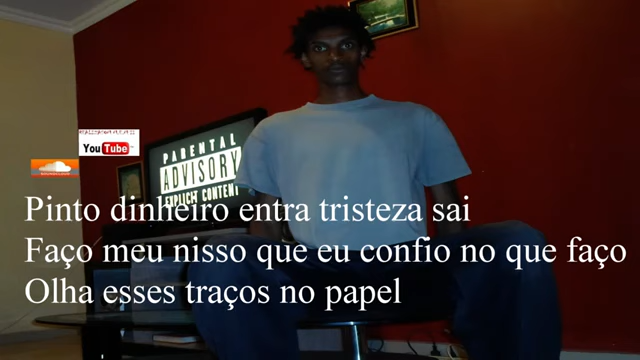 YouTube
SOUNDCLOUD
PARENTAL
ADVISORY
EXPLICIT CONTENT
Pinto dinheiro entra tristeza sai
Faço meu nisso que eu confio no que faço
Olha esses traços no papel